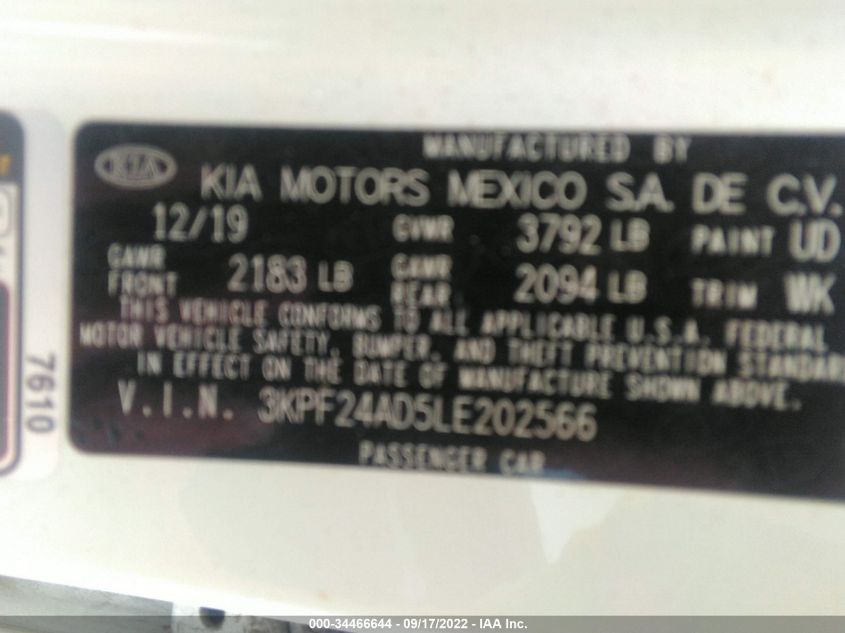 MANUFACTURED BY
KIA KIA MOTORS MEXICO S.A. DE C.V.
12/19 GVWR 3792 LB PAINT UD
GAWR FRONT 2183 LB GAWR REAR 2094 LB TRIM WK
THIS VEHICLE CONFORMS TO ALL APPLICABLE U.S.A. FEDERAL
MOTOR VEHICLE SAFETY, BUMPER, AND THEFT PREVENTION STANDARDS
IN EFFECT ON THE DATE OF MANUFACTURE SHOWN ABOVE.
V.I.N. 3KPF24AD5LE202566
PASSENGER CAR
7610
000-34466644 - 09/17/2022 - IAA Inc.